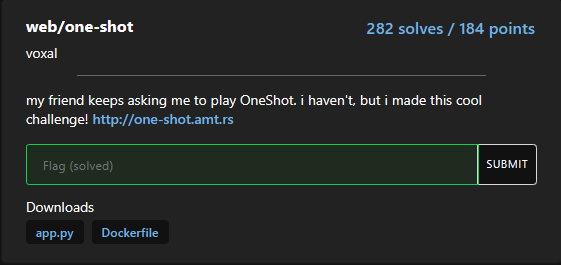 web/one-shot
282 solves / 184 points
voxal
my friend keeps asking me to play OneShot. i haven't, but i made this cool
challenge! http://one-shot.amt.rs
Flag (solved)
SUBMIT
Downloads
app.py
Dockerfile